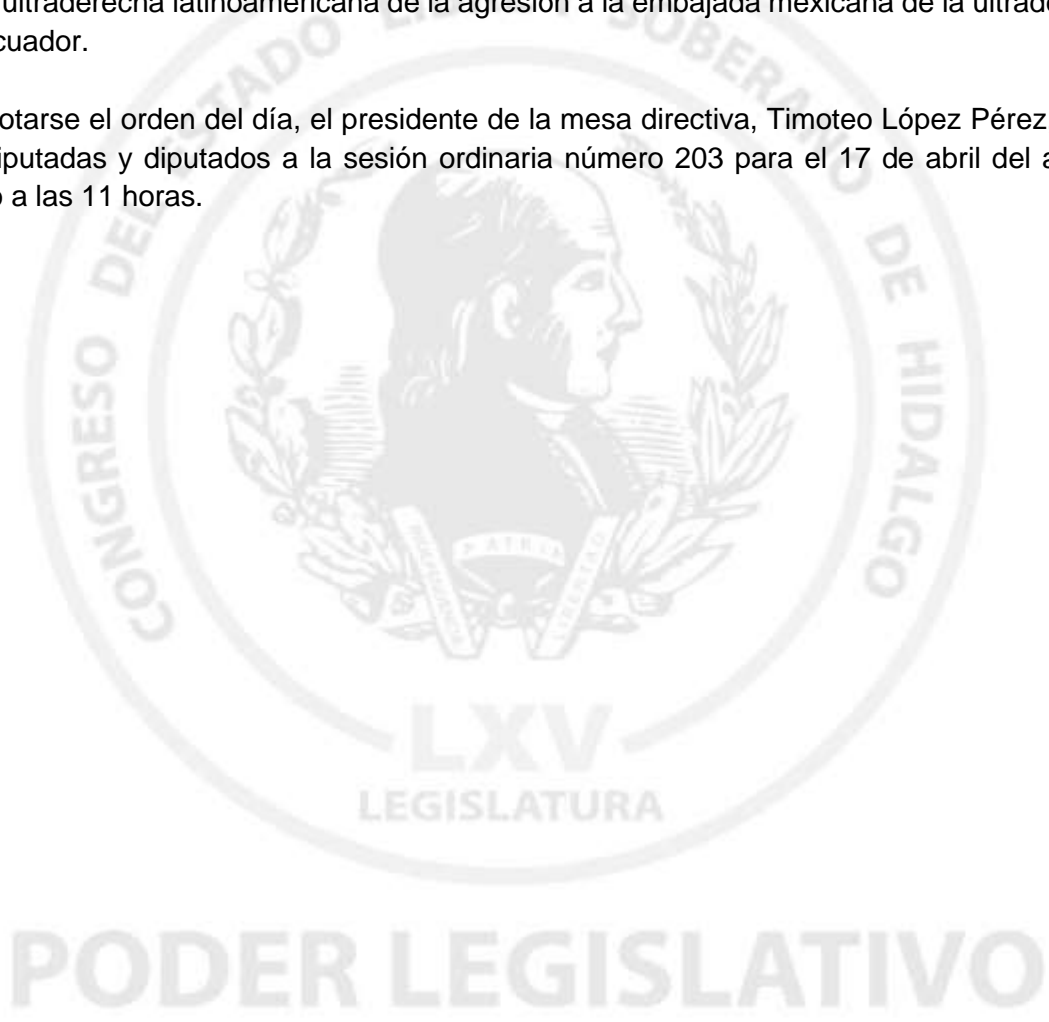 ultraderecha latinoamericana de la agresión a la embajada mexicana de la
cuador.
otarse el orden del día, el presidente de la mesa directiva, Timoteo López Pérez
iputadas y diputados a la sesión ordinaria número 203 para el 17 de abril del
o a las 11 horas.
CONGRESO DEL ESTADO LIBRE Y SOBERANO DE HIDALGO
PATRIA
LIBERTAD
LXV
LEGISLATURA
PODER LEGISLATIVO